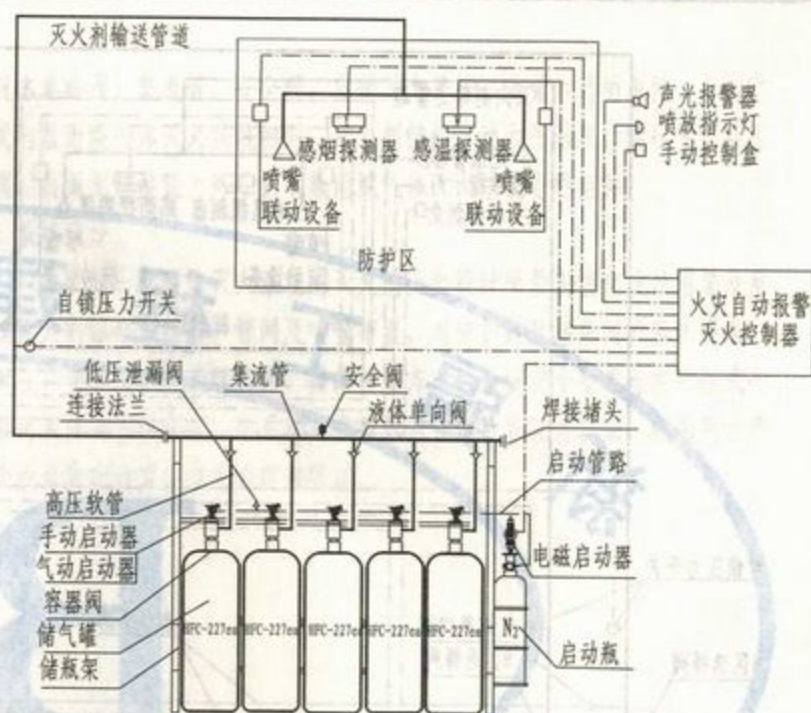 灭火剂输送管道
声光报警器
喷放指示灯
手动控制盒
感烟探测器
感温探测器
喷嘴
喷嘴
联动设备
联动设备
防护区
火灾自动报警
灭火控制器
自锁压力开关
低压泄漏阀
集流管
安全阀
连接法兰
液体单向阀
焊接堵头
启动管路
高压软管
手动启动器
气动启动器
电磁启动器
容器阀
储气罐
HFC-227ea
HFC-227ea
HFC-227ea
HFC-227ea
HFC-227ea
N2
启动瓶
储瓶架